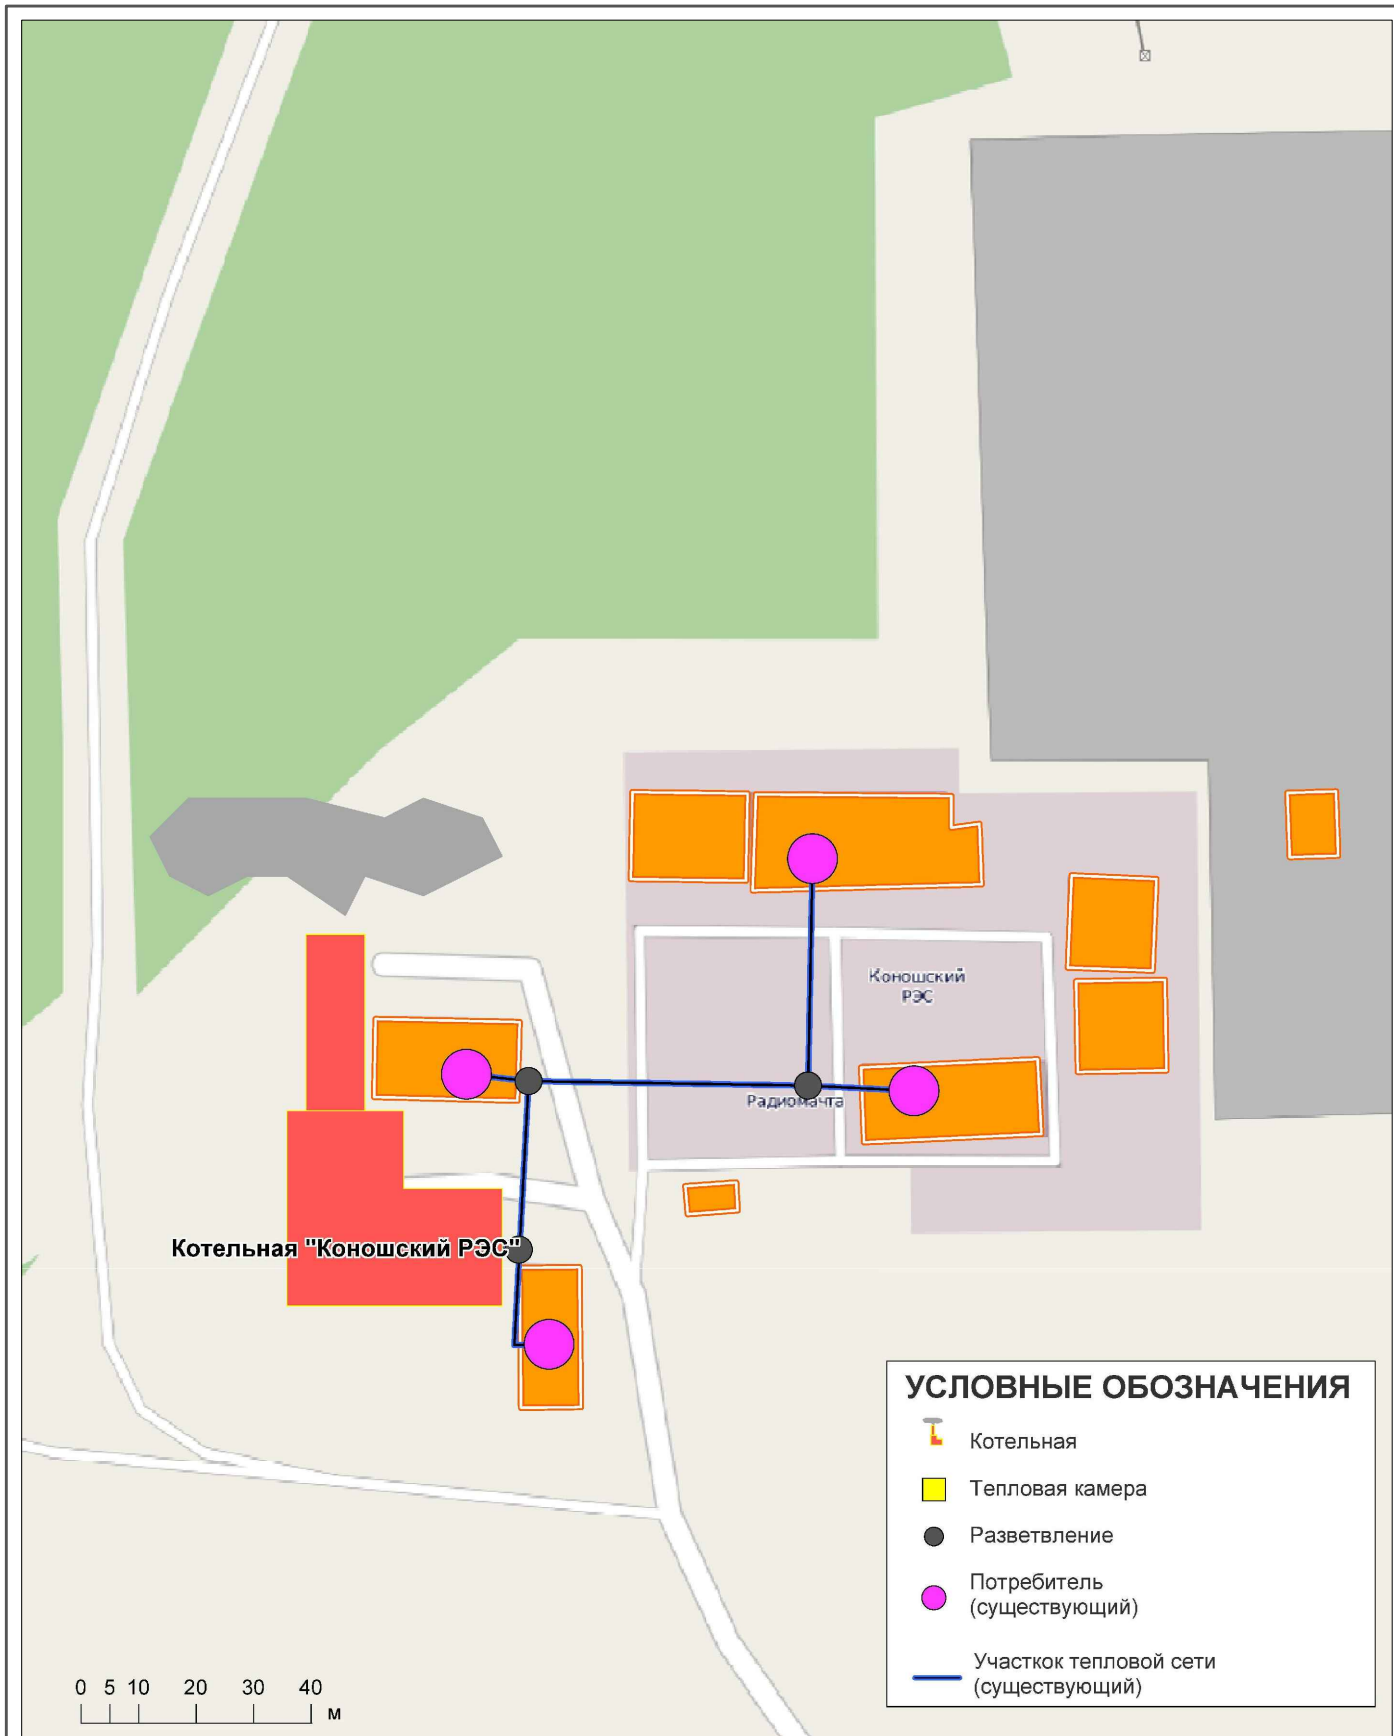 Коношский
РЭС
Радиомачта
Котельная "Коношский РЭС"
УСЛОВНЫЕ ОБОЗНАЧЕНИЯ
Котельная
Тепловая камера
Разветвление
Потребитель
(существующий)
Участкок тепловой сети
(существующий)
0 5 10 20 30 40
м